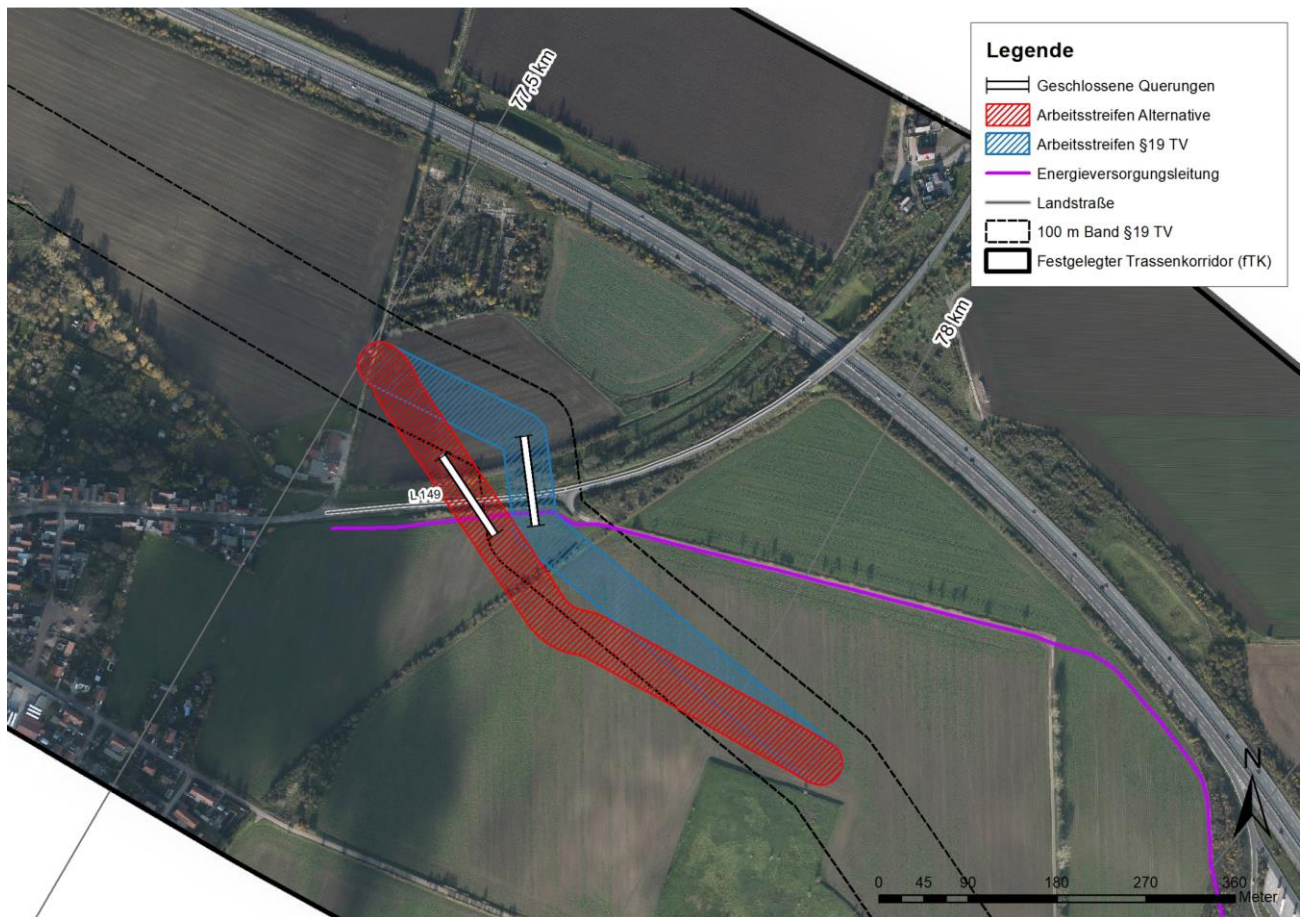 77,5 km
Legende
Geschlossene Querungen
Arbeitsstreifen Alternative
Arbeitsstreifen §19 TV
Energieversorgungsleitung
Landstraße
100 m Band §19 TV
Festgelegter Trassenkorridor (fTK)
78 km
L 149
N
0 45 90 180 270 360
Meter